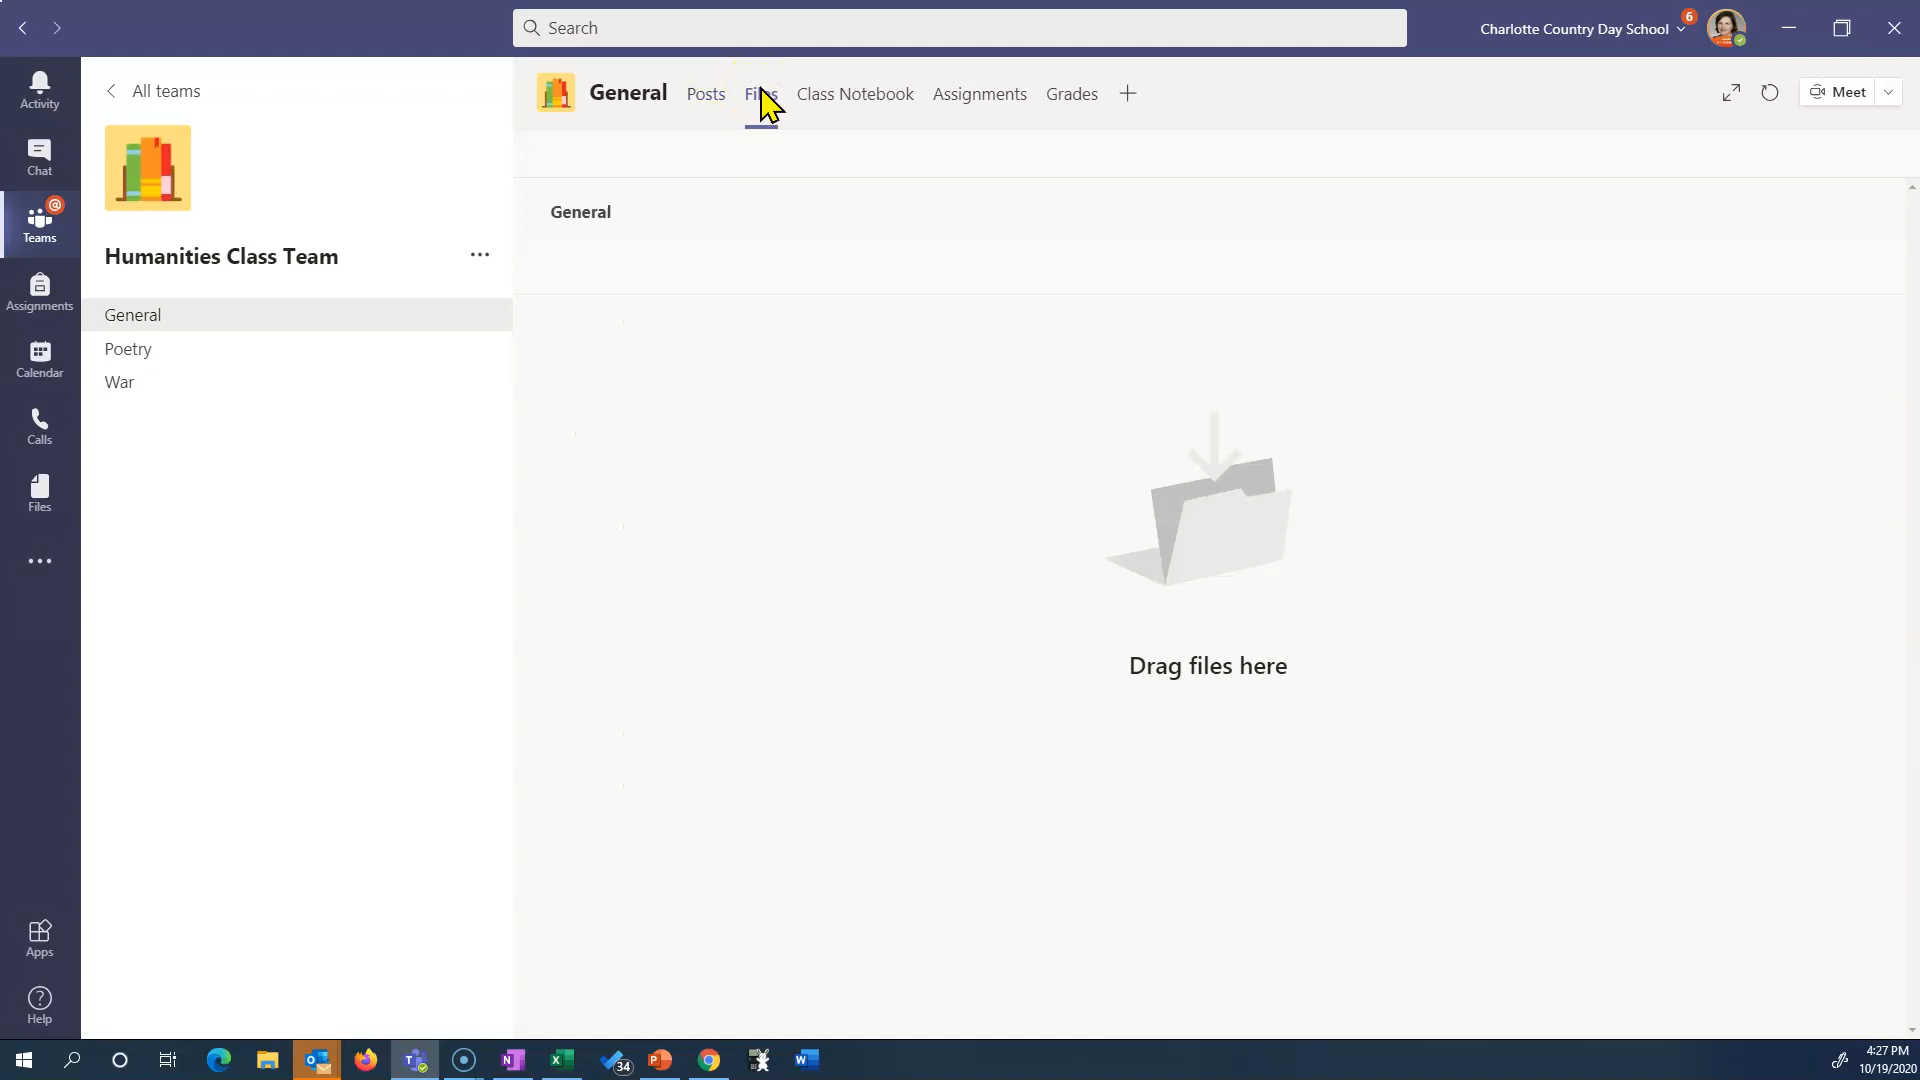 Search
Charlotte Country Day School
6
Activity
Chat
Teams
@
Assignments
Calendar
Calls
Files
Apps
Help
All teams
Humanities Class Team
General
Poetry
War
General
Posts
Files
Class Notebook
Assignments
Grades
Meet
General
Drag files here
34
4:27 PM
10/19/2020